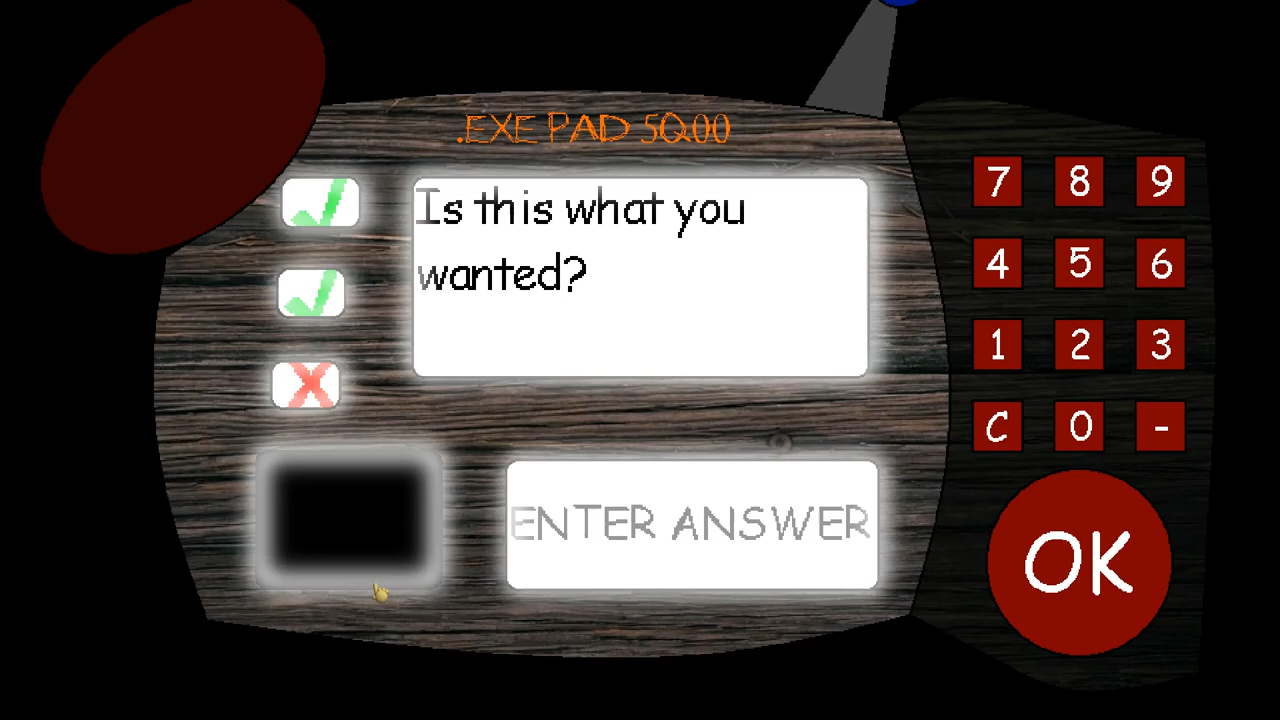 .EXE PAD 5Q00
Is this what you
wanted?
ENTER ANSWER
7 8 9
4 5 6
1 2 3
C 0 -
OK